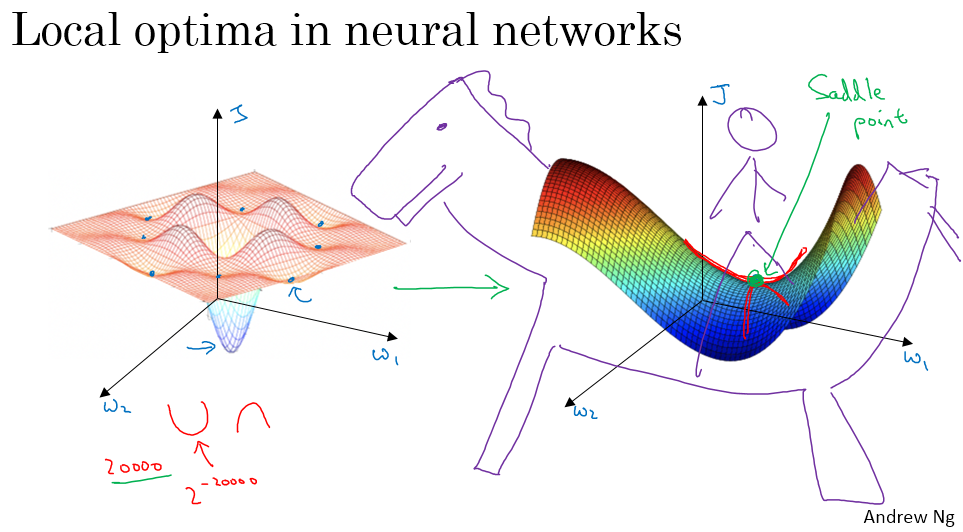 Local optima in neural networks
J
w₁
w₂
20000
2⁻²⁰⁰⁰⁰
J
Saddle
point
w₁
w₂
Andrew Ng